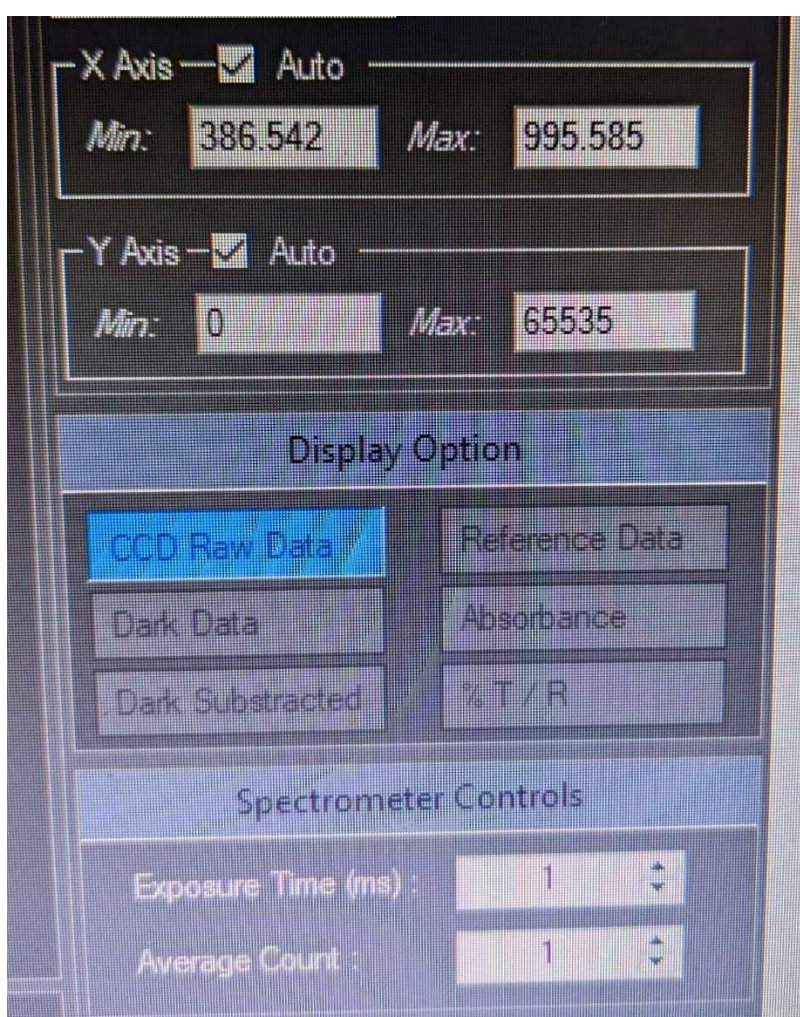 X Axis Auto
Min: 386.542 Max: 995.585
Y Axis Auto
Min: 0 Max: 65535
Display Option
CCD Raw Data Reference Data
Dark Data Absorbance
Dark Substracted % T / R
Spectrometer Controls
Exposure Time (ms) : 1
Average Count : 1